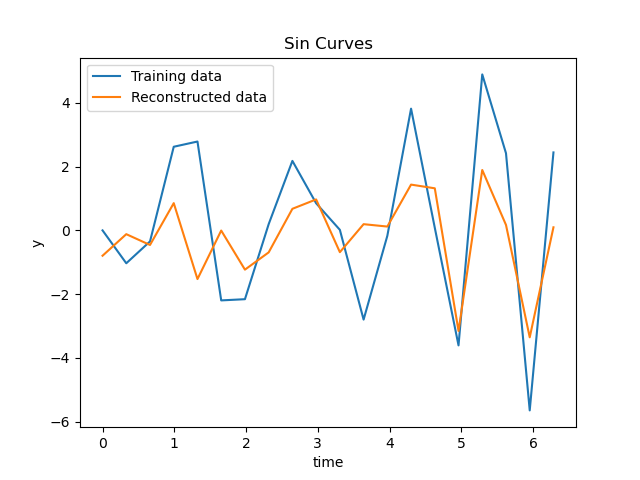 Sin Curves
Training data
Reconstructed data
y
4
2
0
−2
−4
−6
0 1 2 3 4 5 6
time